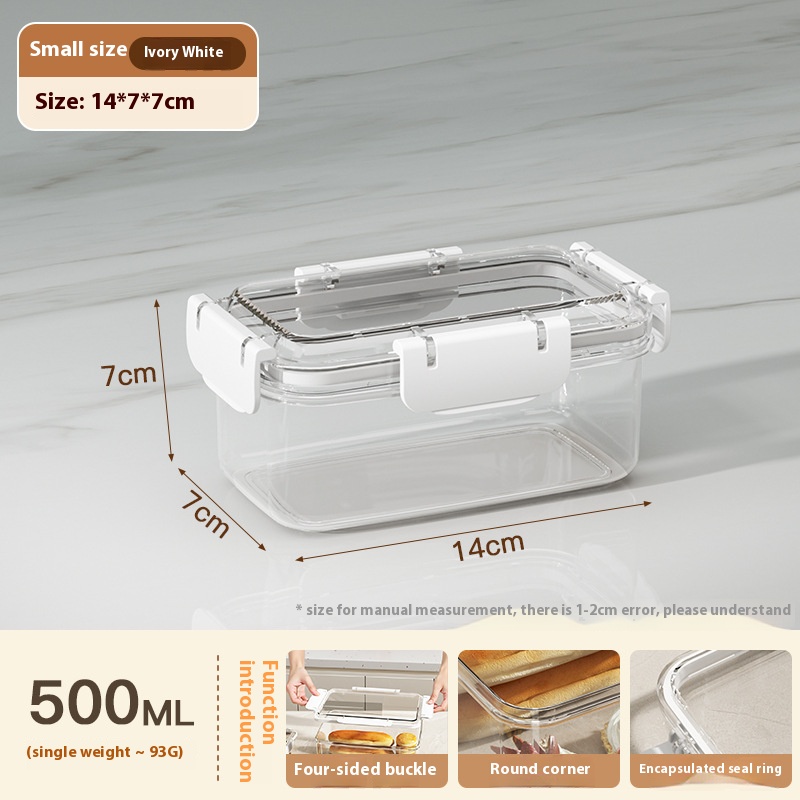 Small size Ivory White
Size: 14*7*7cm
7cm
7cm
14cm
* size for manual measurement, there is 1-2cm error, please understand
500ML
(single weight ~ 93G)
Function
introduction
Four-sided buckle
Round corner
Encapsulated seal ring